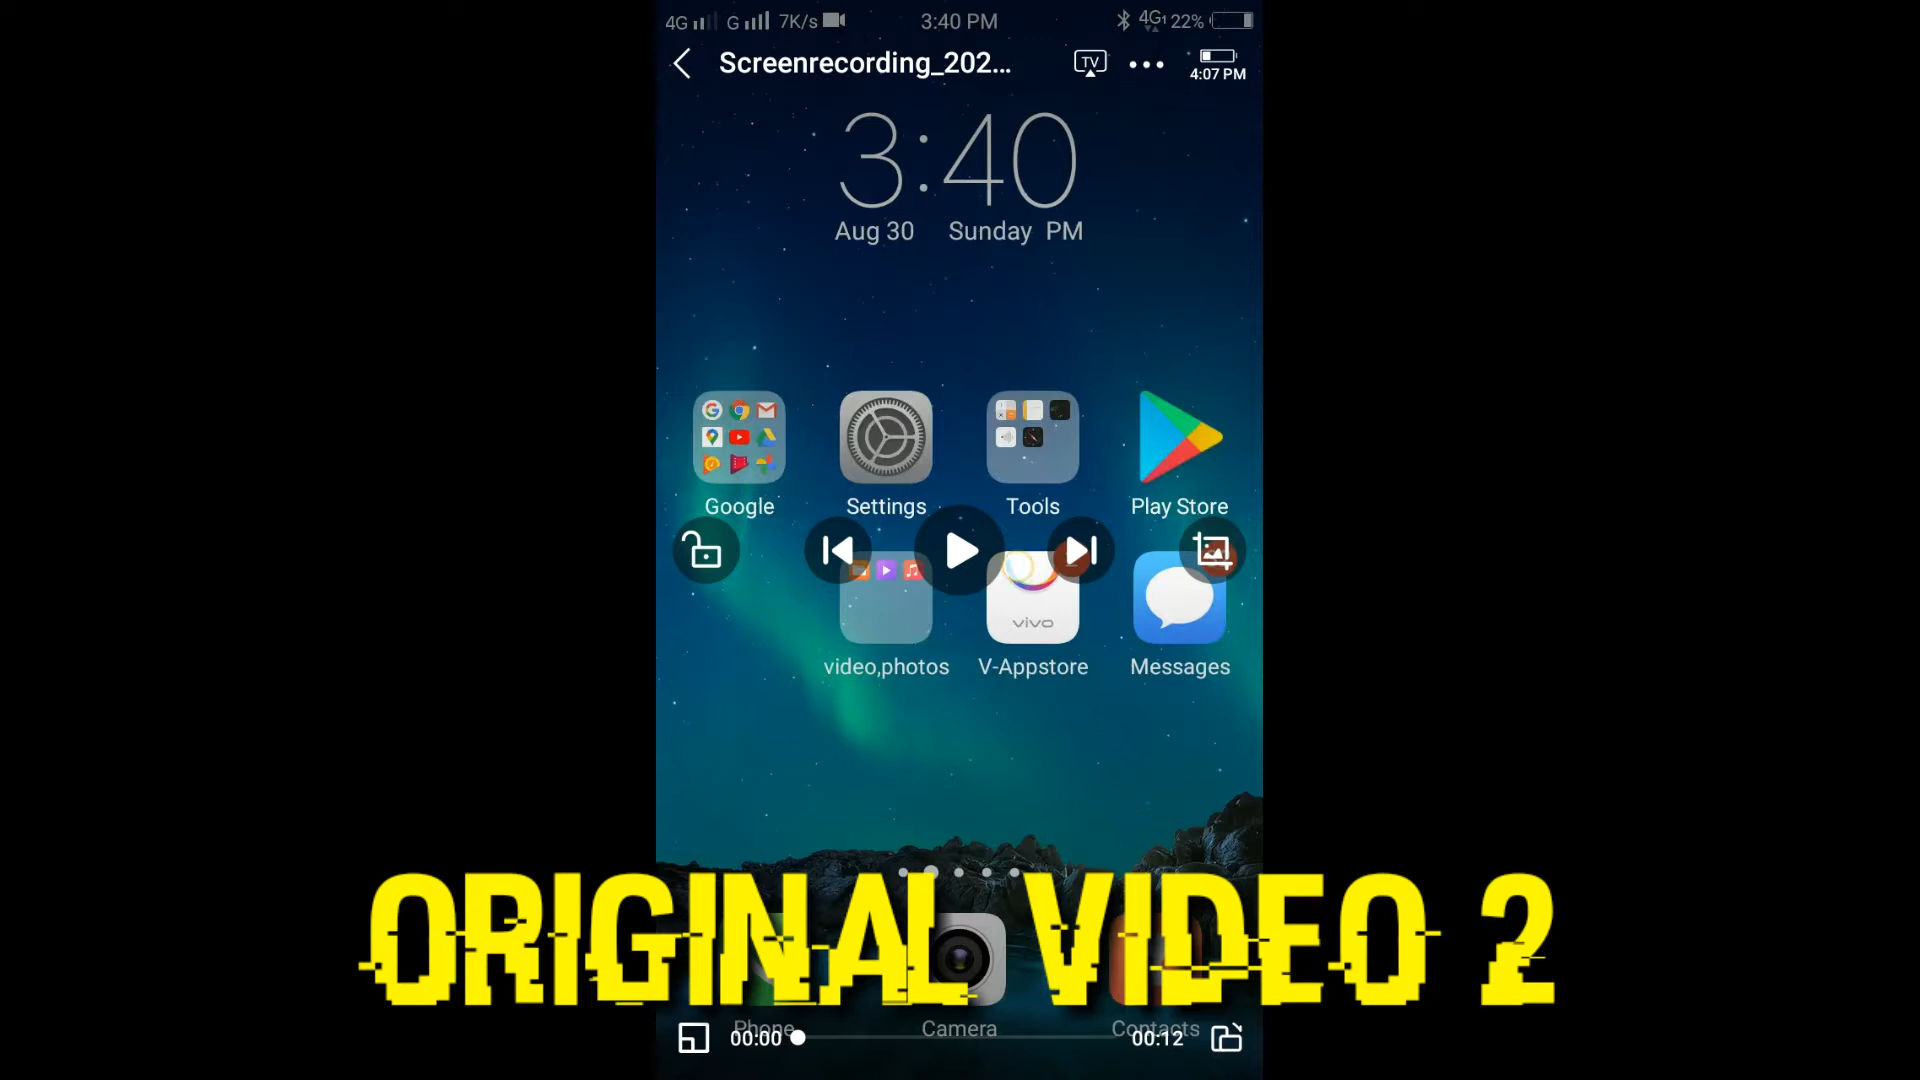 4G G 7K/s 3:40 PM 4G1 22%
Screenrecording_202... TV 4:07 PM
3:40
Aug 30 Sunday PM
Google Settings Tools Play Store
vivo
video,photos V-Appstore Messages
ORIGINAL VIDEO 2
Phone Camera Contacts
00:00 00:12